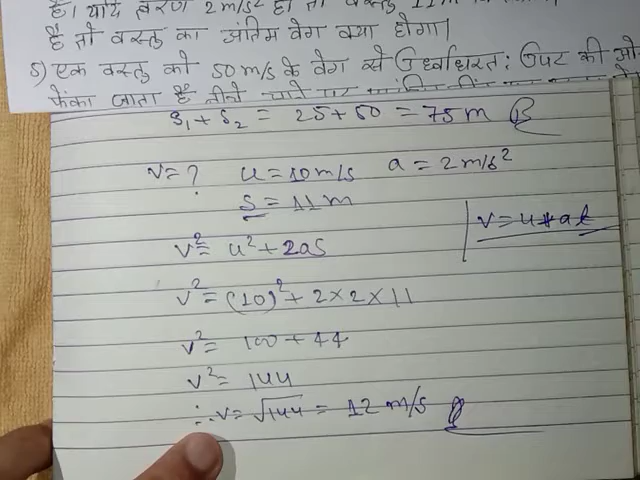 है। यदि त्वरण 2 m/s² हो तो वस्तु 11m
है तो वस्तु का अंतिम वेग क्या होगा।
5) एक वस्तु को 50 m/s के वेग से उर्ध्वाधरत: उपर की ओ
फेंका जाता है
S₁ + S₂ = 25 + 50 = 75 m
v = ? u = 10 m/s a = 2 m/s²
s = 11 m
v² = u² + 2as
v = u + at
v² = (10)² + 2 × 2 × 11
v² = 100 + 44
v² = 144
∴ v = √144 = 12 m/s